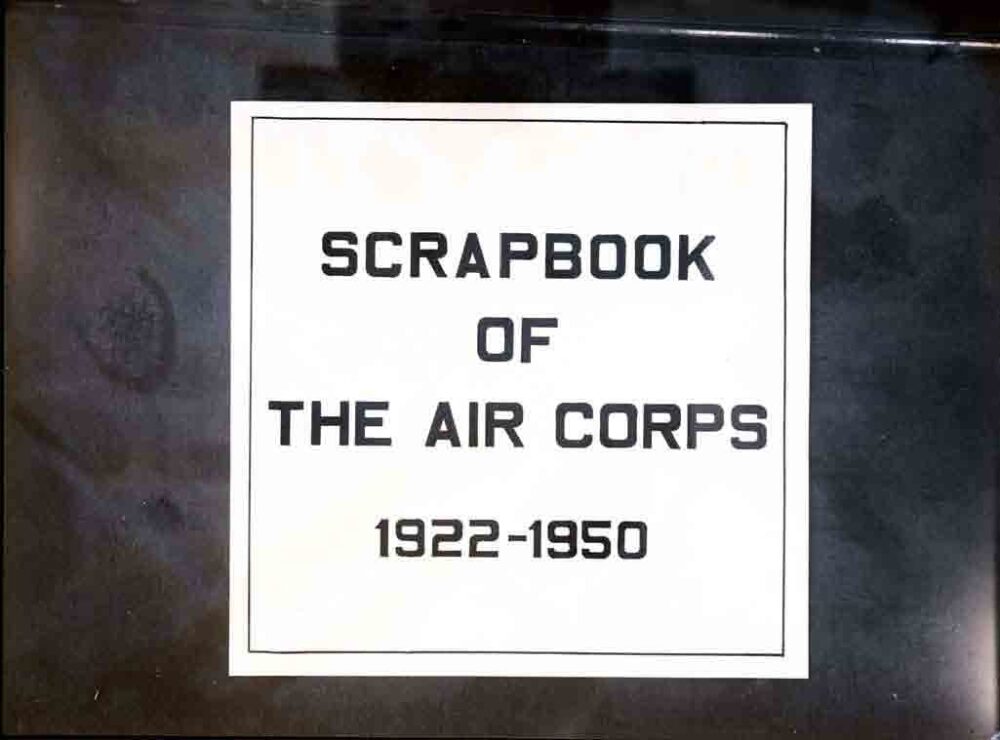 SCRAPBOOK
OF
THE AIR CORPS
1922-1950